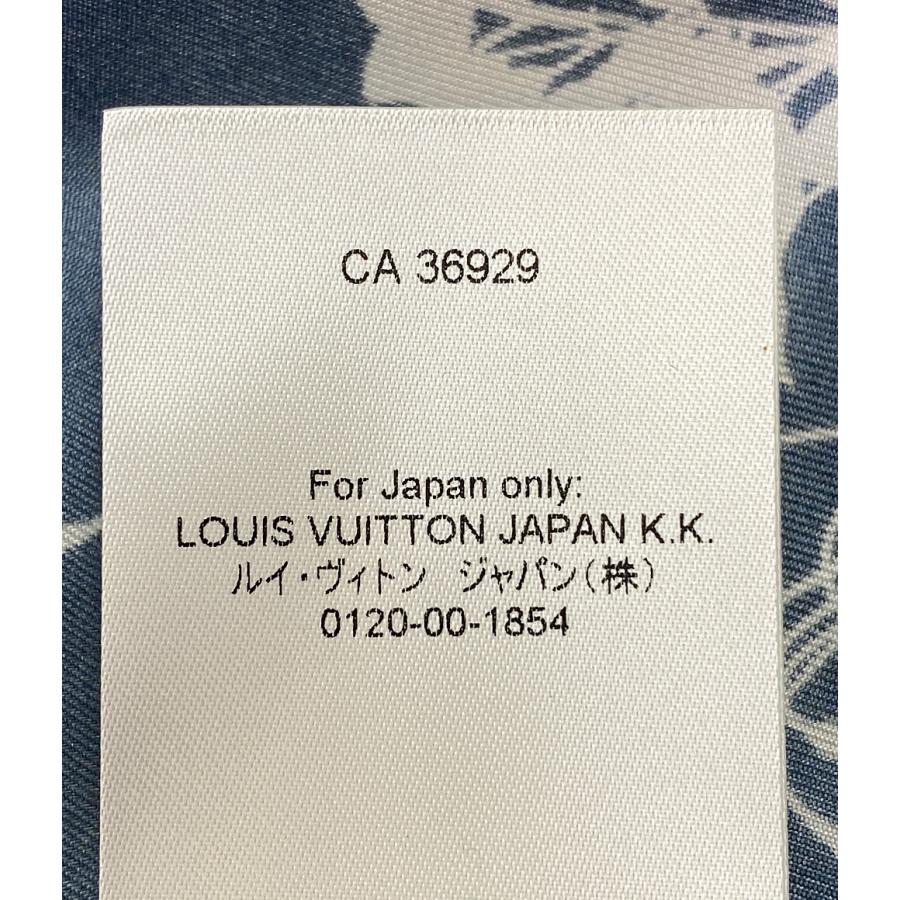 CA 36929
For Japan only:
LOUIS VUITTON JAPAN K.K.
ルイ・ヴィトン　ジャパン(株)
0120-00-1854